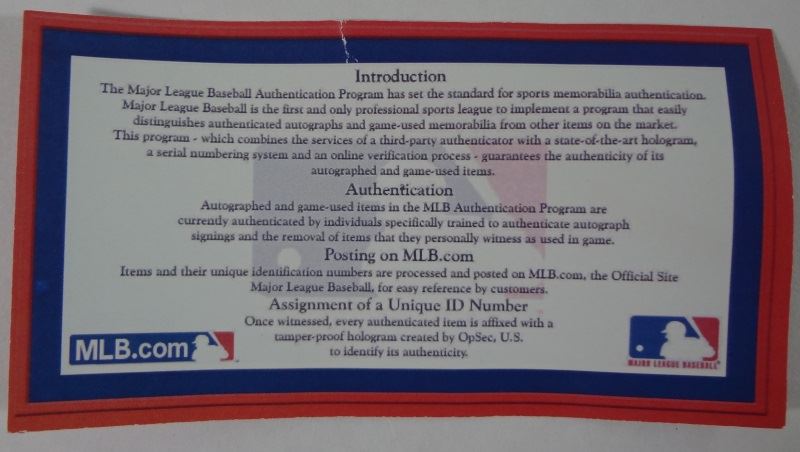 Introduction
The Major League Baseball Authentication Program has set the standard for sports memorabilia authentication.
Major League Baseball is the first and only professional sports league to implement a program that easily
distinguishes authenticated autographs and game-used memorabilia from other items on the market.
This program - which combines the services of a third-party authenticator with a state-of-the-art hologram,
a serial numbering system and an online verification process - guarantees the authenticity of its
autographed and game-used items.
Authentication
Autographed and game-used items in the MLB Authentication Program are
currently authenticated by individuals specifically trained to authenticate autograph
signings and the removal of items that they personally witness as used in game.
Posting on MLB.com
Items and their unique identification numbers are processed and posted on MLB.com, the Official Site
Major League Baseball, for easy reference by customers.
Assignment of a Unique ID Number
Once witnessed, every authenticated item is affixed with a
tamper-proof hologram created by OpSec, U.S.
to identify its authenticity.
MLB.com
MAJOR LEAGUE BASEBALL